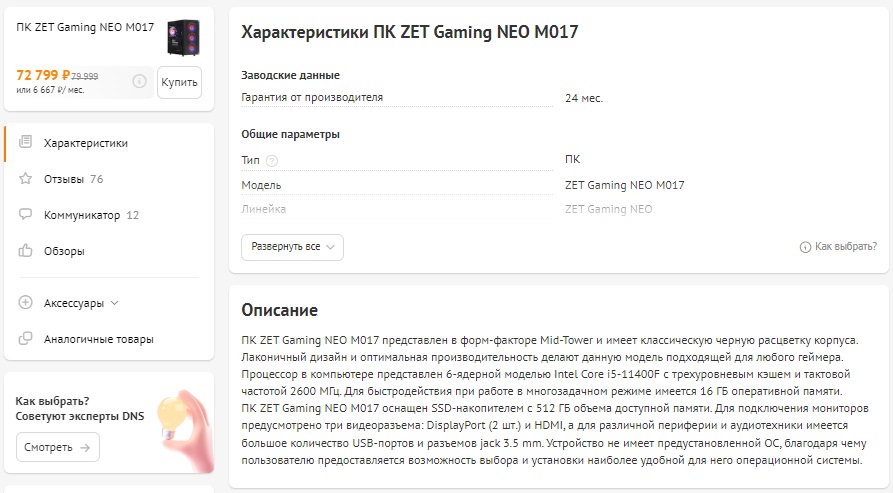 ПК ZET Gaming NEO M017
72 799 ₽ 79 999
или 6 667 ₽/ мес.
Купить
Характеристики
Отзывы 76
Коммуникатор 12
Обзоры
Аксессуары
Аналогичные товары
Как выбрать?
Советуют эксперты DNS
Смотреть
Характеристики ПК ZET Gaming NEO M017
Заводские данные
Гарантия от производителя 24 мес.
Общие параметры
Тип ? ПК
Модель ZET Gaming NEO M017
Линейка ZET Gaming NEO
Развернуть все
Как выбрать?
Описание
ПК ZET Gaming NEO M017 представлен в форм-факторе Mid-Tower и имеет классическую черную расцветку корпуса.
Лаконичный дизайн и оптимальная производительность делают данную модель подходящей для любого геймера.
Процессор в компьютере представлен 6-ядерной моделью Intel Core i5-11400F с трехуровневым кэшем и тактовой
частотой 2600 МГц. Для быстродействия при работе в многозадачном режиме имеется 16 ГБ оперативной памяти.
ПК ZET Gaming NEO M017 оснащен SSD-накопителем с 512 ГБ объема доступной памяти. Для подключения мониторов
предусмотрено три видеоразъема: DisplayPort (2 шт.) и HDMI, а для различной периферии и аудиотехники имеется
большое количество USB-портов и разъемов jack 3.5 mm. Устройство не имеет предустановленной ОС, благодаря чему
пользователю предоставляется возможность выбора и установки наиболее удобной для него операционной системы.